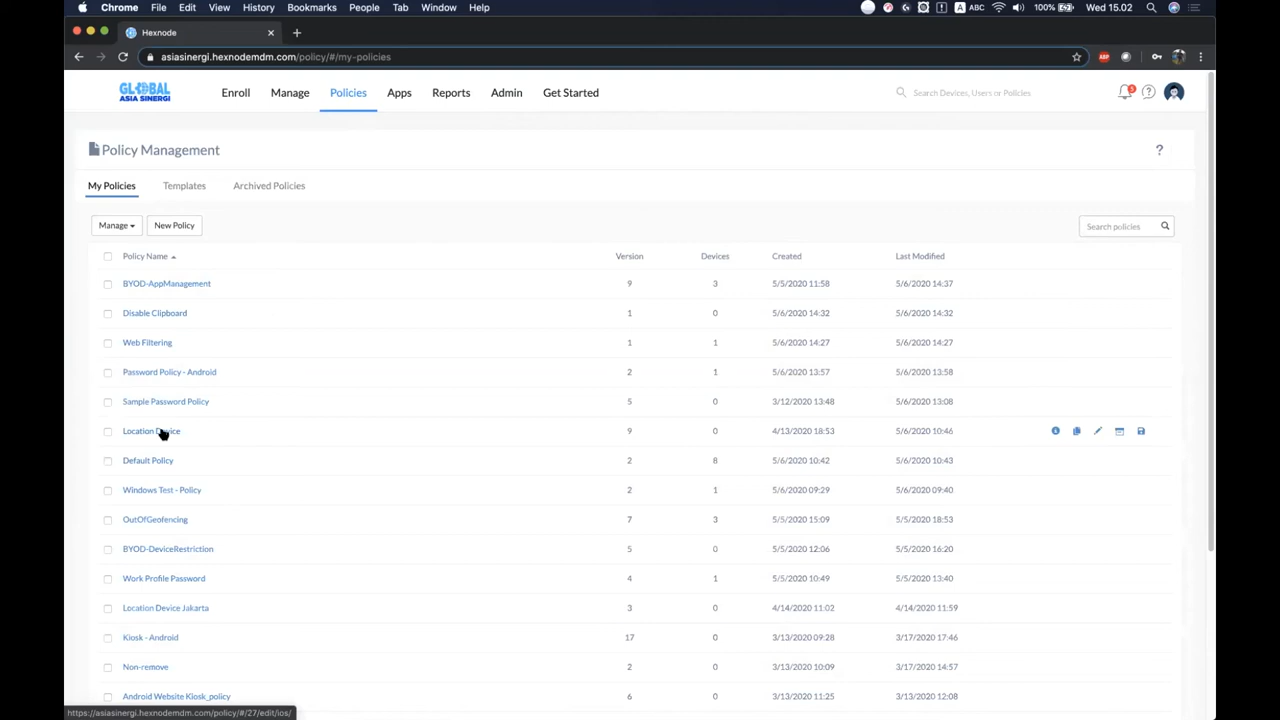 Chrome File Edit View History Bookmarks People Tab Window Help A ABC 100% Wed 15.02
Hexnode
asiasinergi.hexnodemdm.com/policy/#/my-policies ABP
GLOBAL
ASIA SINERGI
Enroll Manage Policies Apps Reports Admin Get Started Search Devices, Users or Policies
Policy Management ?
My Policies Templates Archived Policies
Manage New Policy Search policies
Policy Name Version Devices Created Last Modified
BYOD-AppManagement 9 3 5/5/2020 11:58 5/6/2020 14:37
Disable Clipboard 1 0 5/6/2020 14:32 5/6/2020 14:32
Web Filtering 1 1 5/6/2020 14:27 5/6/2020 14:27
Password Policy - Android 2 1 5/6/2020 13:57 5/6/2020 13:58
Sample Password Policy 5 0 3/12/2020 13:48 5/6/2020 13:08
Location Device 9 0 4/13/2020 18:53 5/6/2020 10:46
Default Policy 2 8 5/6/2020 10:42 5/6/2020 10:43
Windows Test - Policy 2 1 5/6/2020 09:29 5/6/2020 09:40
OutOfGeofencing 7 3 5/5/2020 15:09 5/5/2020 18:53
BYOD-DeviceRestriction 5 0 5/5/2020 12:06 5/5/2020 16:20
Work Profile Password 4 1 5/5/2020 10:49 5/5/2020 13:40
Location Device Jakarta 3 0 4/14/2020 11:02 4/14/2020 11:59
Kiosk - Android 17 0 3/13/2020 09:28 3/17/2020 17:46
Non-remove 2 0 3/13/2020 10:09 3/17/2020 14:57
Android Website Kiosk_policy 6 0 3/13/2020 11:25 3/13/2020 12:08
https://asiasinergi.hexnodemdm.com/policy/#/27/edit/ios/